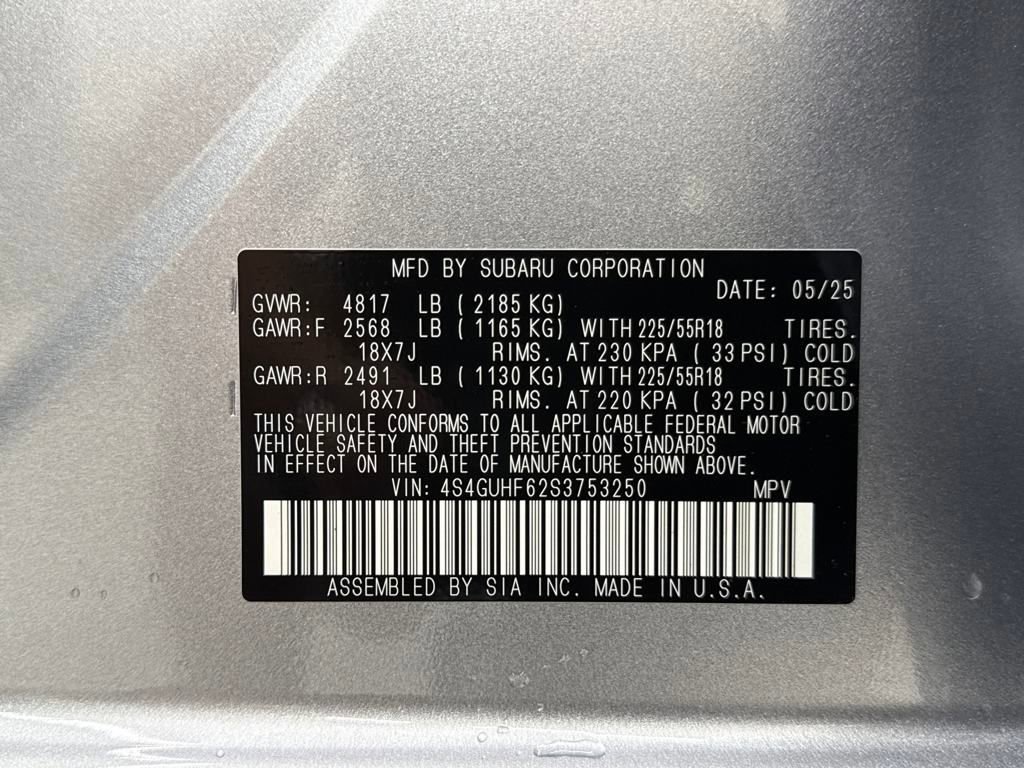 MFD BY SUBARU CORPORATION
DATE: 05/25
GVWR: 4817 LB ( 2185 KG)
GAWR:F 2568 LB ( 1165 KG) WITH 225/55R18 TIRES.
18X7J RIMS. AT 230 KPA ( 33 PSI) COLD
GAWR:R 2491 LB ( 1130 KG) WITH 225/55R18 TIRES.
18X7J RIMS. AT 220 KPA ( 32 PSI) COLD
THIS VEHICLE CONFORMS TO ALL APPLICABLE FEDERAL MOTOR
VEHICLE SAFETY AND THEFT PREVENTION STANDARDS
IN EFFECT ON THE DATE OF MANUFACTURE SHOWN ABOVE.
VIN: 4S4GUHF62S3753250 MPV
ASSEMBLED BY SIA INC. MADE IN U.S.A.